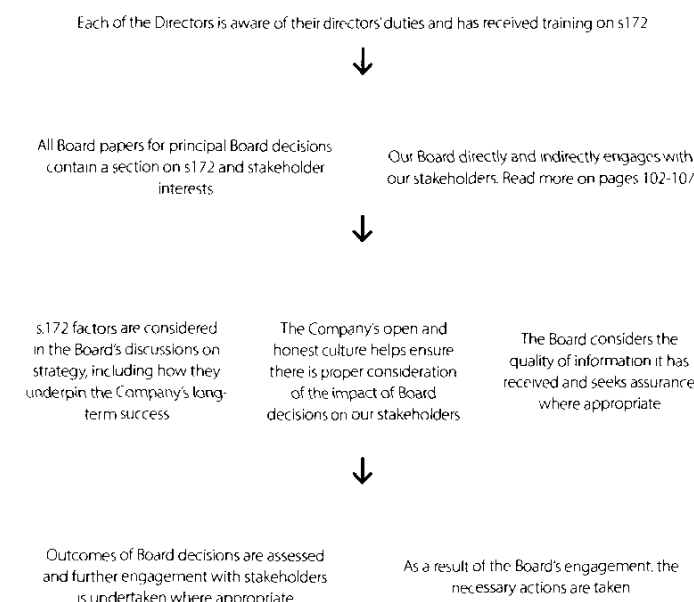 Each of the Directors is aware of their directors' duties and has received training on s172
All Board papers for principal Board decisions
contain a section on s172 and stakeholder
interests
Our Board directly and indirectly engages with
our stakeholders. Read more on pages 102-107
s.172 factors are considered
in the Board's discussions on
strategy, including how they
underpin the Company's long-
term success
The Company's open and
honest culture helps ensure
there is proper consideration
of the impact of Board
decisions on our stakeholders
The Board considers the
quality of information it has
received and seeks assurance
where appropriate
Outcomes of Board decisions are assessed
and further engagement with stakeholders
is undertaken where appropriate
As a result of the Board's engagement, the
necessary actions are taken